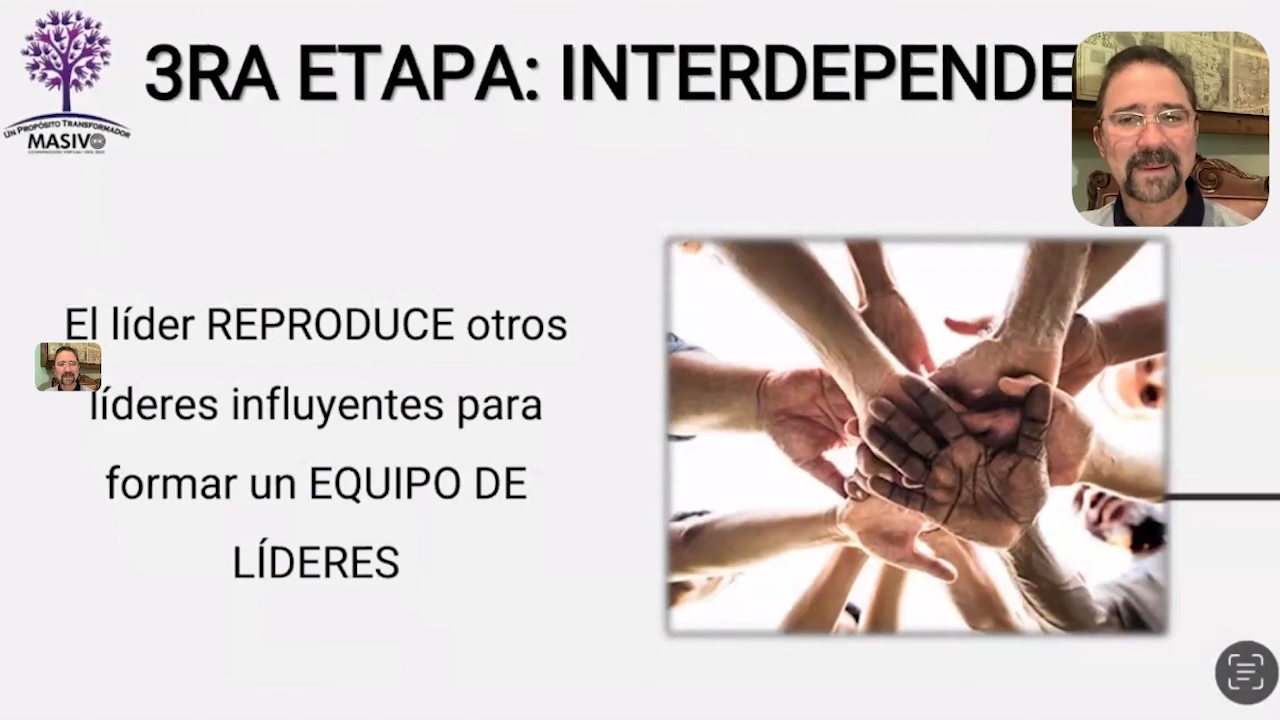 3RA ETAPA: INTERDEPENDE
UN PROPÓSITO TRANSFORMADOR
MASIVO
El líder REPRODUCE otros
líderes influyentes para
formar un EQUIPO DE
LÍDERES